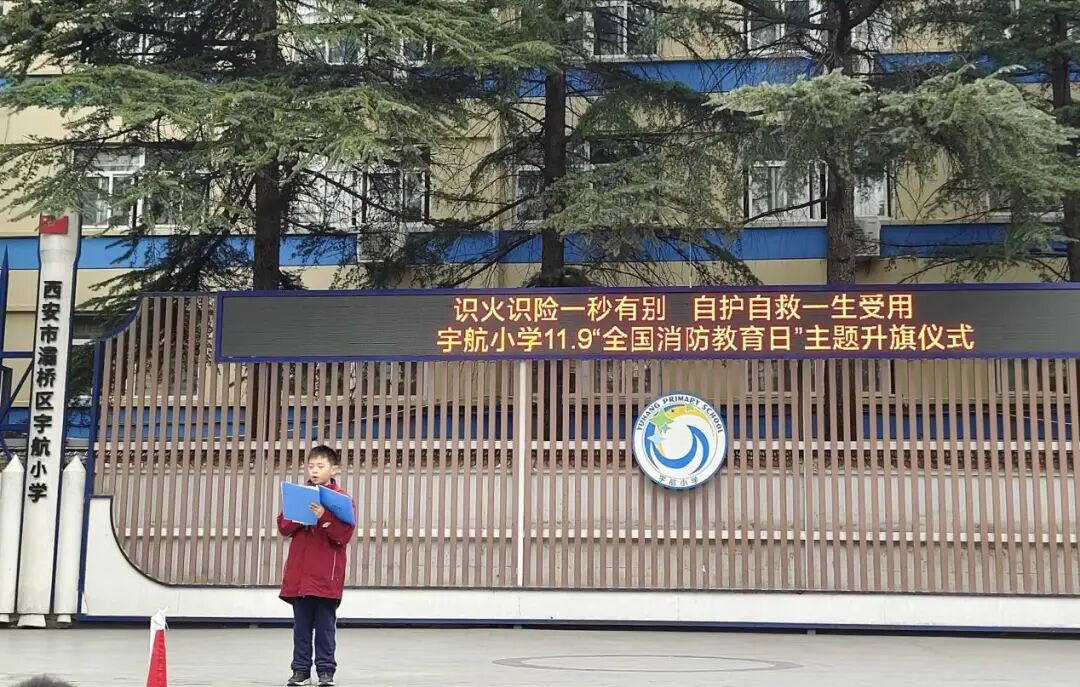 西安市灞桥区宇航小学
识火识险一秒有别 自护自救一生受用
宇航小学11.9“全国消防教育日”主题升旗仪式
YUHANG PRIMAPY SCHOOL
宇航小学